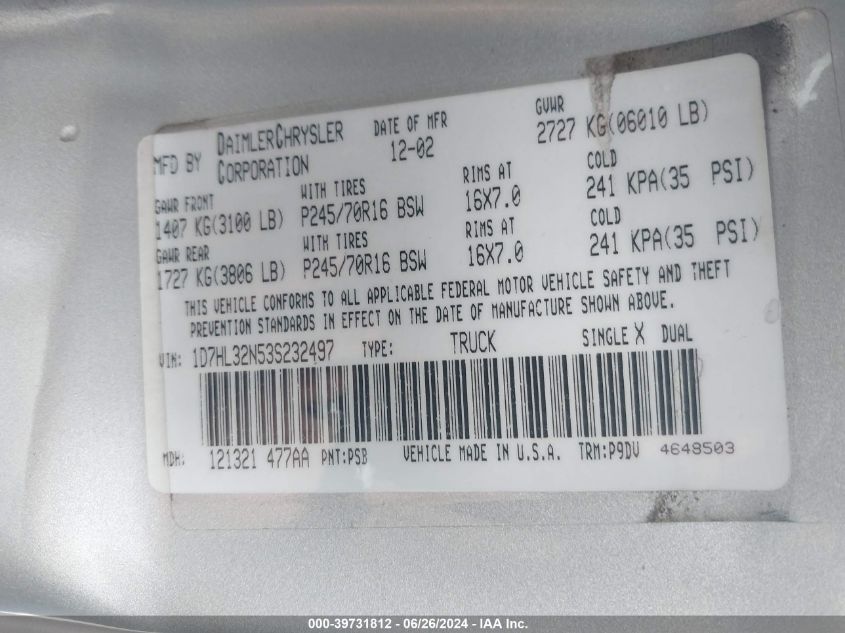 MFD BY DAIMLERCHRYSLER CORPORATION DATE OF MFR 12-02 GVWR 2727 KG(06010 LB)
GAWR FRONT WITH TIRES RIMS AT COLD
1407 KG(3100 LB) P245/70R16 BSW 16X7.0 241 KPA(35 PSI)
GAWR REAR WITH TIRES RIMS AT COLD
1727 KG(3806 LB) P245/70R16 BSW 16X7.0 241 KPA(35 PSI)
THIS VEHICLE CONFORMS TO ALL APPLICABLE FEDERAL MOTOR VEHICLE SAFETY AND THEFT
PREVENTION STANDARDS IN EFFECT ON THE DATE OF MANUFACTURE SHOWN ABOVE.
VIN: 1D7HL32N53S232497 TYPE: TRUCK SINGLE X DUAL
MDH: 121321 477AA PNT:PSB VEHICLE MADE IN U.S.A. TRM:P9DV 4648503
000-39731812 - 06/26/2024 - IAA Inc.